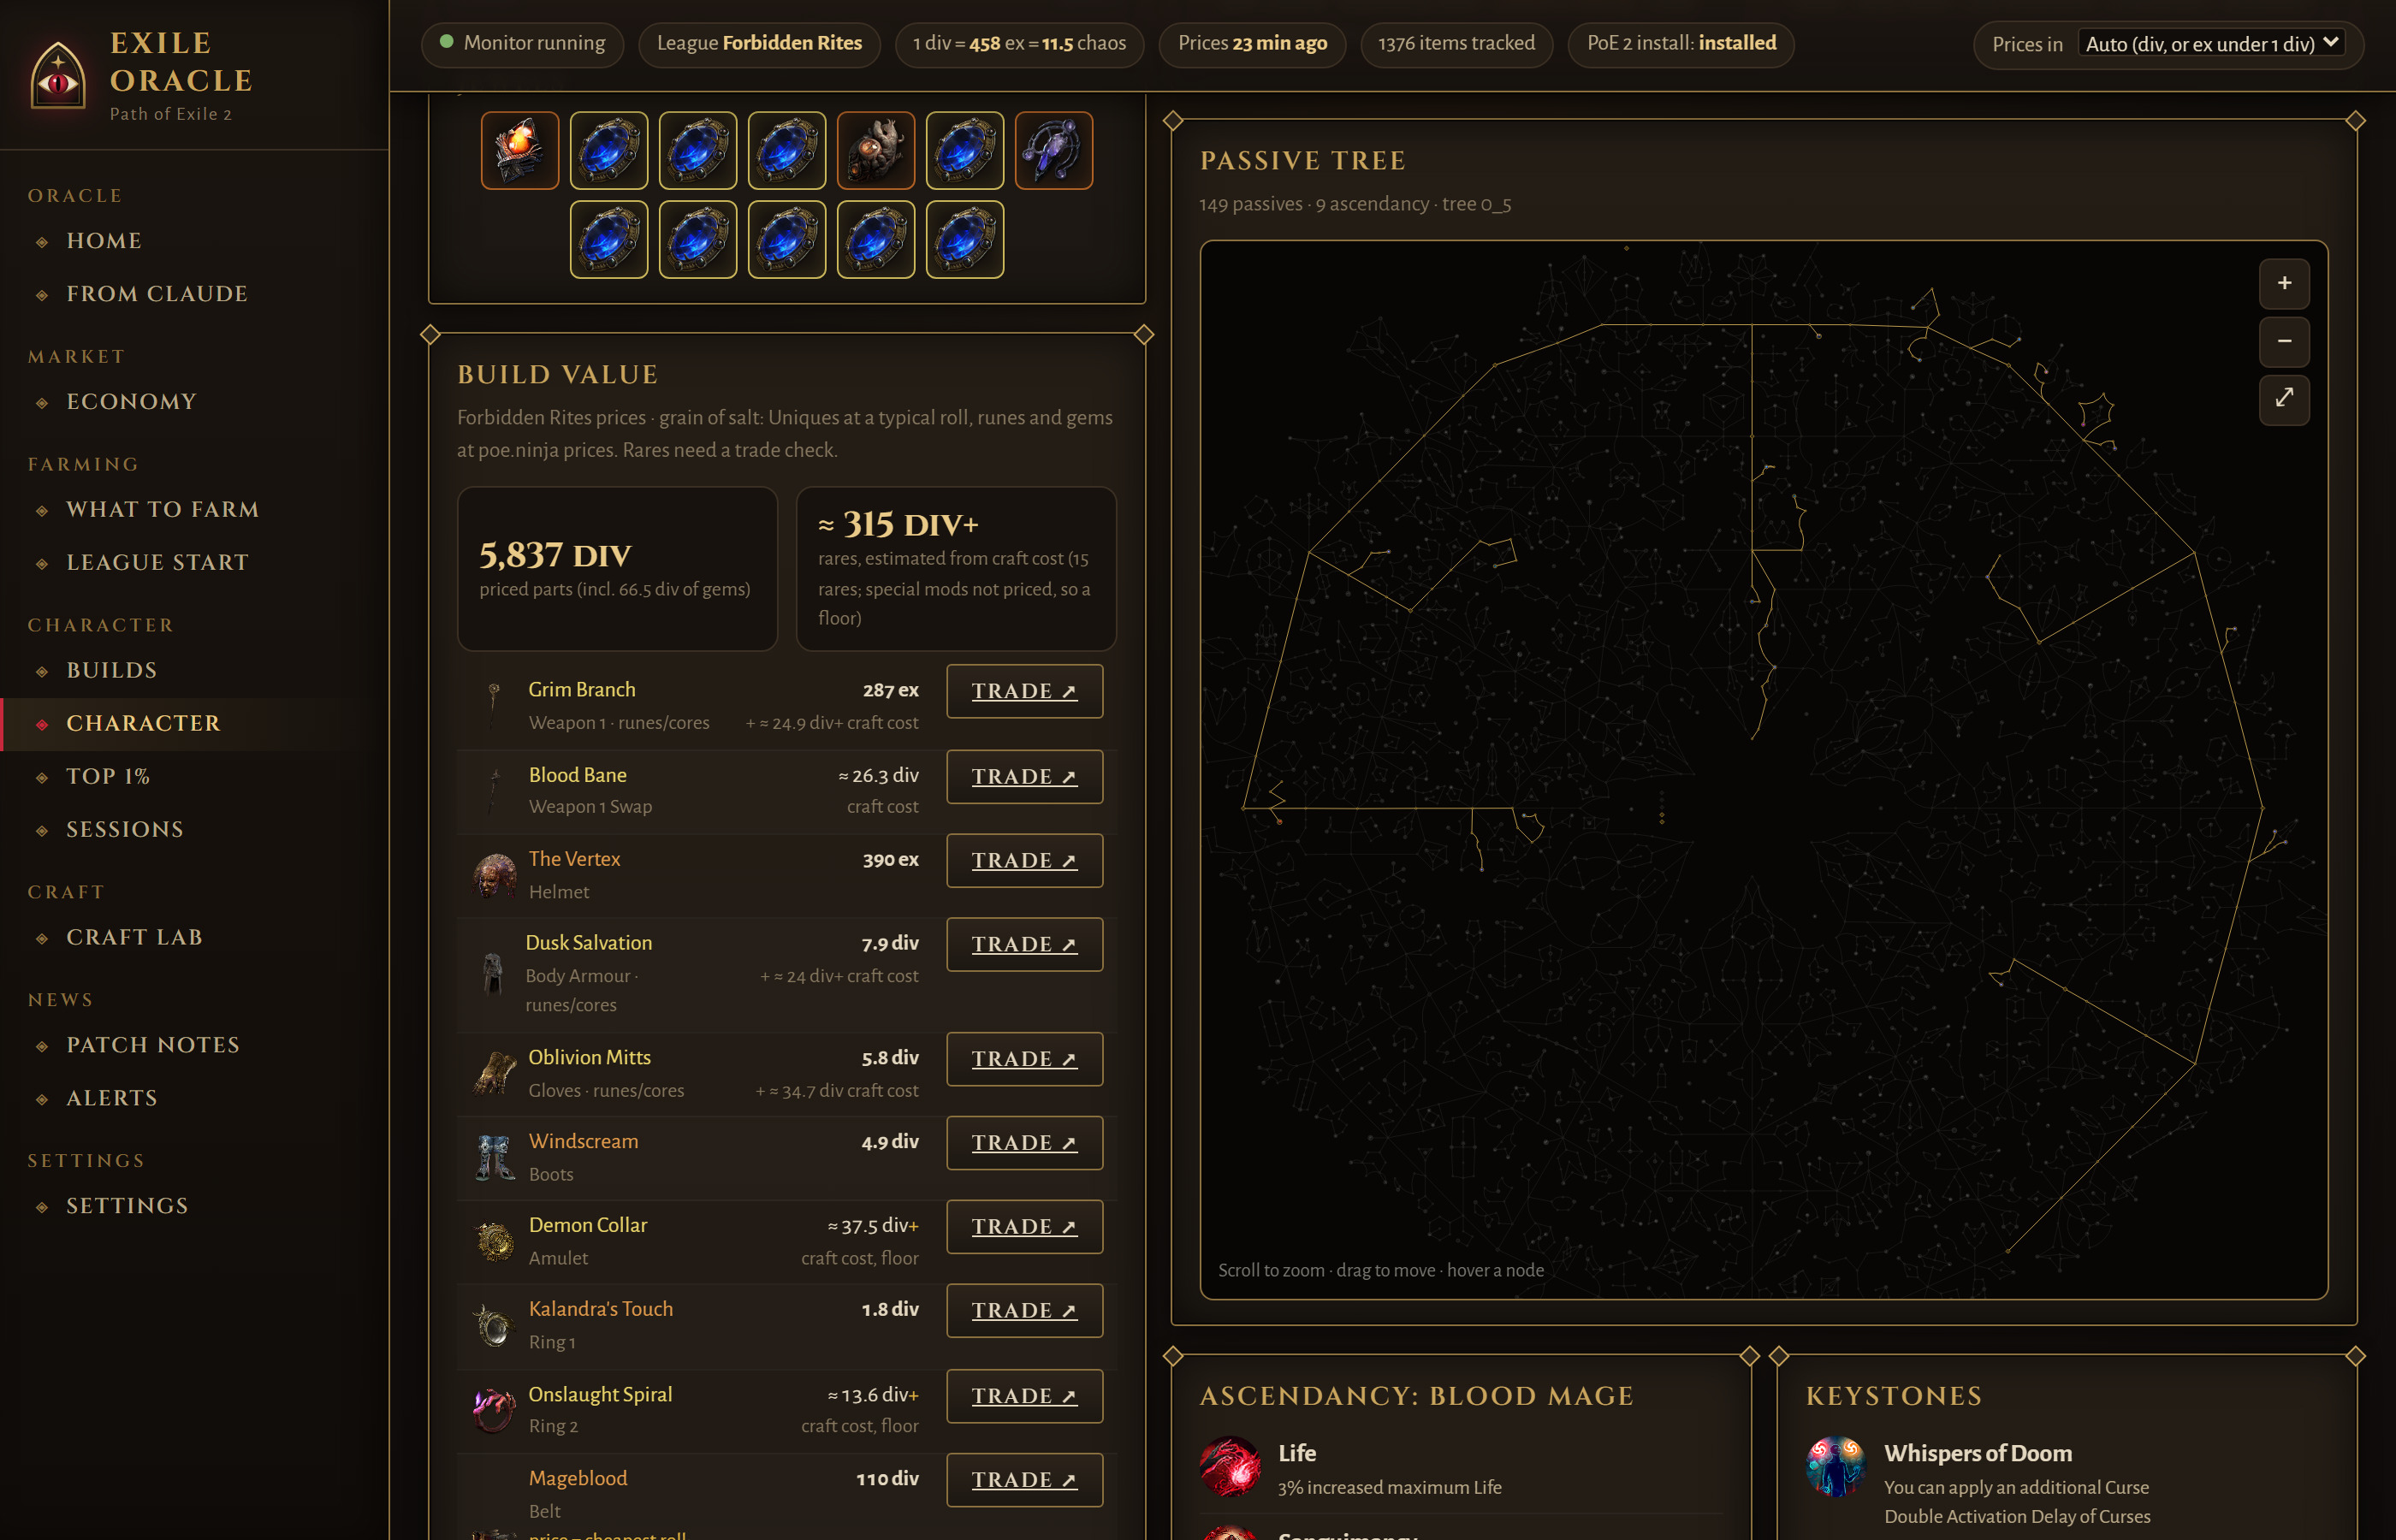 EXILE
ORACLE
Path of Exile 2
ORACLE
HOME
FROM CLAUDE
MARKET
ECONOMY
FARMING
WHAT TO FARM
LEAGUE START
CHARACTER
BUILDS
CHARACTER
TOP 1%
SESSIONS
CRAFT
CRAFT LAB
NEWS
PATCH NOTES
ALERTS
SETTINGS
SETTINGS
Monitor running
League Forbidden Rites
1 div = 458 ex = 11.5 chaos
Prices 23 min ago
1376 items tracked
PoE 2 install: installed
Prices in Auto (div, or ex under 1 div)
BUILD VALUE
Forbidden Rites prices · grain of salt: Uniques at a typical roll, runes and gems
at poe.ninja prices. Rares need a trade check.
5,837 DIV
priced parts (incl. 66.5 div of gems)
≈ 315 DIV+
rares, estimated from craft cost (15
rares; special mods not priced, so a
floor)
Grim Branch 287 ex TRADE ↗
Weapon 1 · runes/cores + ≈ 24.9 div+ craft cost
Blood Bane ≈ 26.3 div TRADE ↗
Weapon 1 Swap craft cost
The Vertex 390 ex TRADE ↗
Helmet
Dusk Salvation 7.9 div TRADE ↗
Body Armour · + ≈ 24 div+ craft cost
runes/cores
Oblivion Mitts 5.8 div TRADE ↗
Gloves · runes/cores + ≈ 34.7 div craft cost
Windscream 4.9 div TRADE ↗
Boots
Demon Collar ≈ 37.5 div+ TRADE ↗
Amulet craft cost, floor
Kalandra's Touch 1.8 div TRADE ↗
Ring 1
Onslaught Spiral ≈ 13.6 div+ TRADE ↗
Ring 2 craft cost, floor
Mageblood 110 div TRADE ↗
Belt
price = cheapest roll
PASSIVE TREE
149 passives · 9 ascendancy · tree 0_5
+
−
⤢
Scroll to zoom · drag to move · hover a node
ASCENDANCY: BLOOD MAGE
Life
3% increased maximum Life
Sanguimancy
KEYSTONES
Whispers of Doom
You can apply an additional Curse
Double Activation Delay of Curses